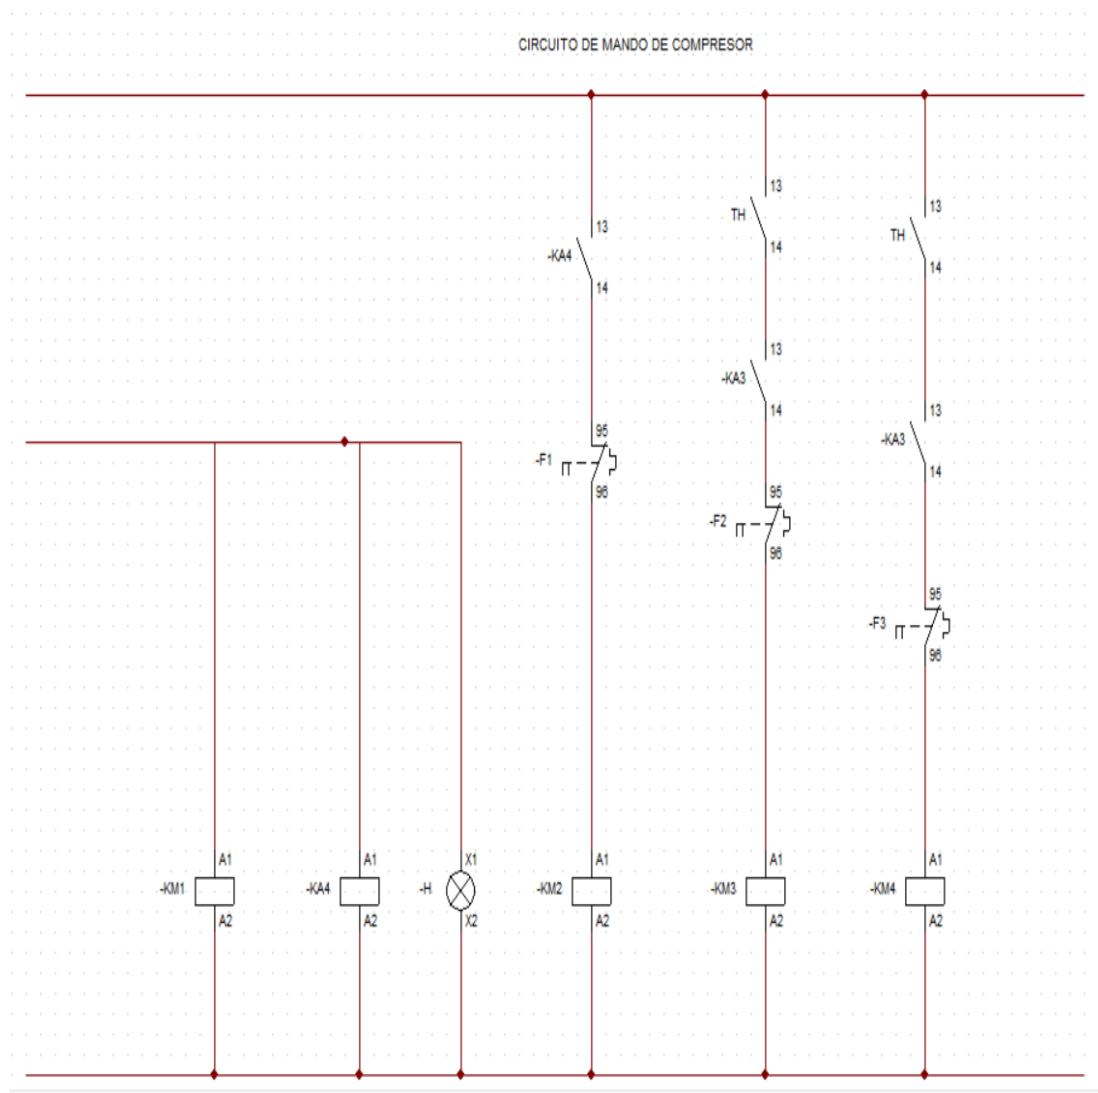 CIRCUITO DE MANDO DE COMPRESOR
13
TH
14
13
TH
14
13
-KA4
14
13
-KA3
14
13
-KA3
14
95
-F1
96
95
-F2
96
95
-F3
96
A1
-KM1
A2
A1
-KA4
A2
X1
-H
X2
A1
-KM2
A2
A1
-KM3
A2
A1
-KM4
A2